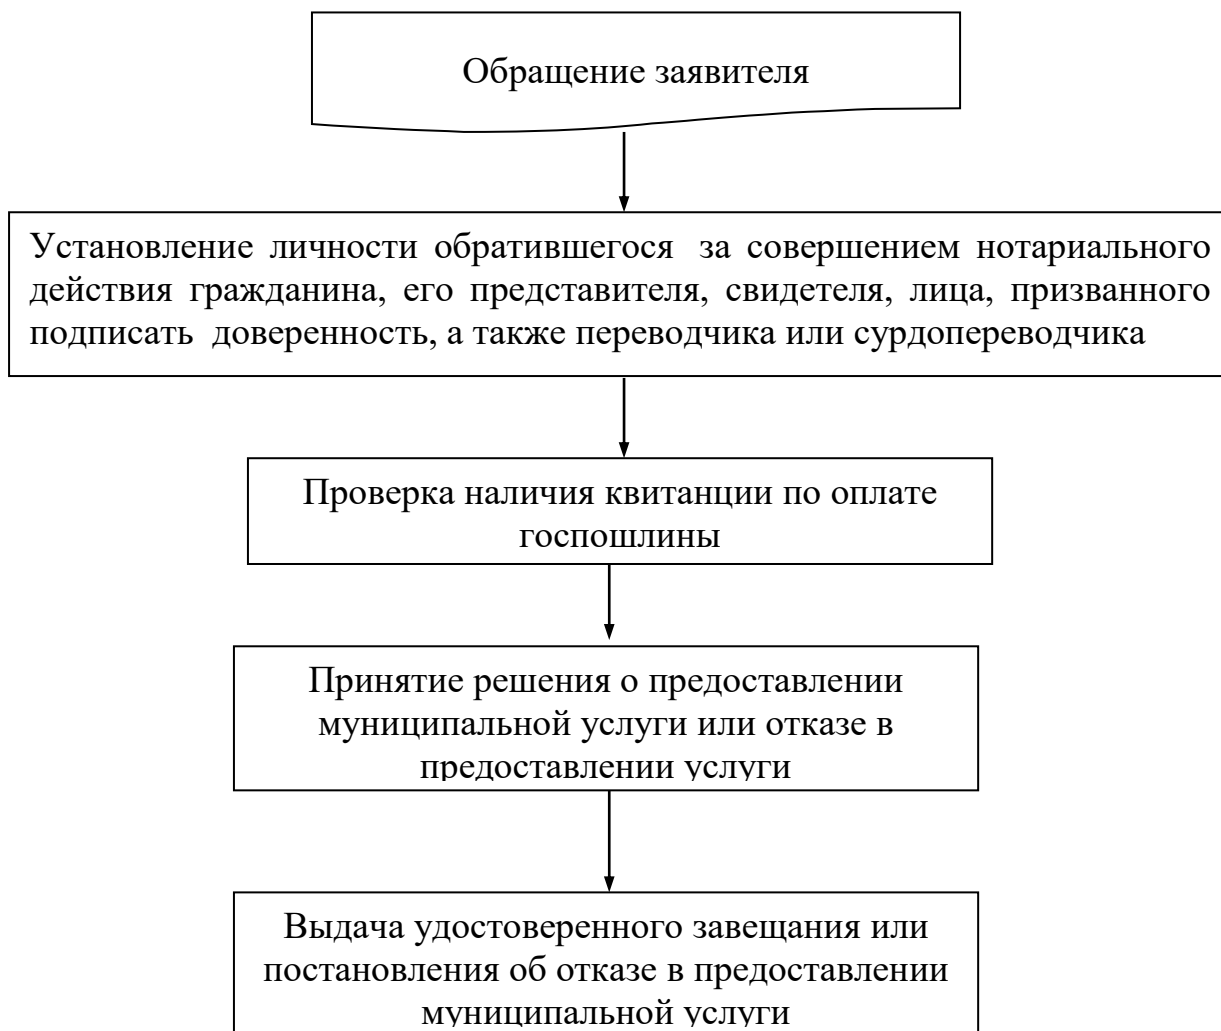 Обращение заявителя
Установление личности обратившегося за совершением нотариального
действия гражданина, его представителя, свидетеля, лица, призванного
подписать доверенность, а также переводчика или сурдопереводчика
Проверка наличия квитанции по оплате
госпошлины
Принятие решения о предоставлении
муниципальной услуги или отказе в
предоставлении услуги
Выдача удостоверенного завещания или
постановления об отказе в предоставлении
муниципальной услуги